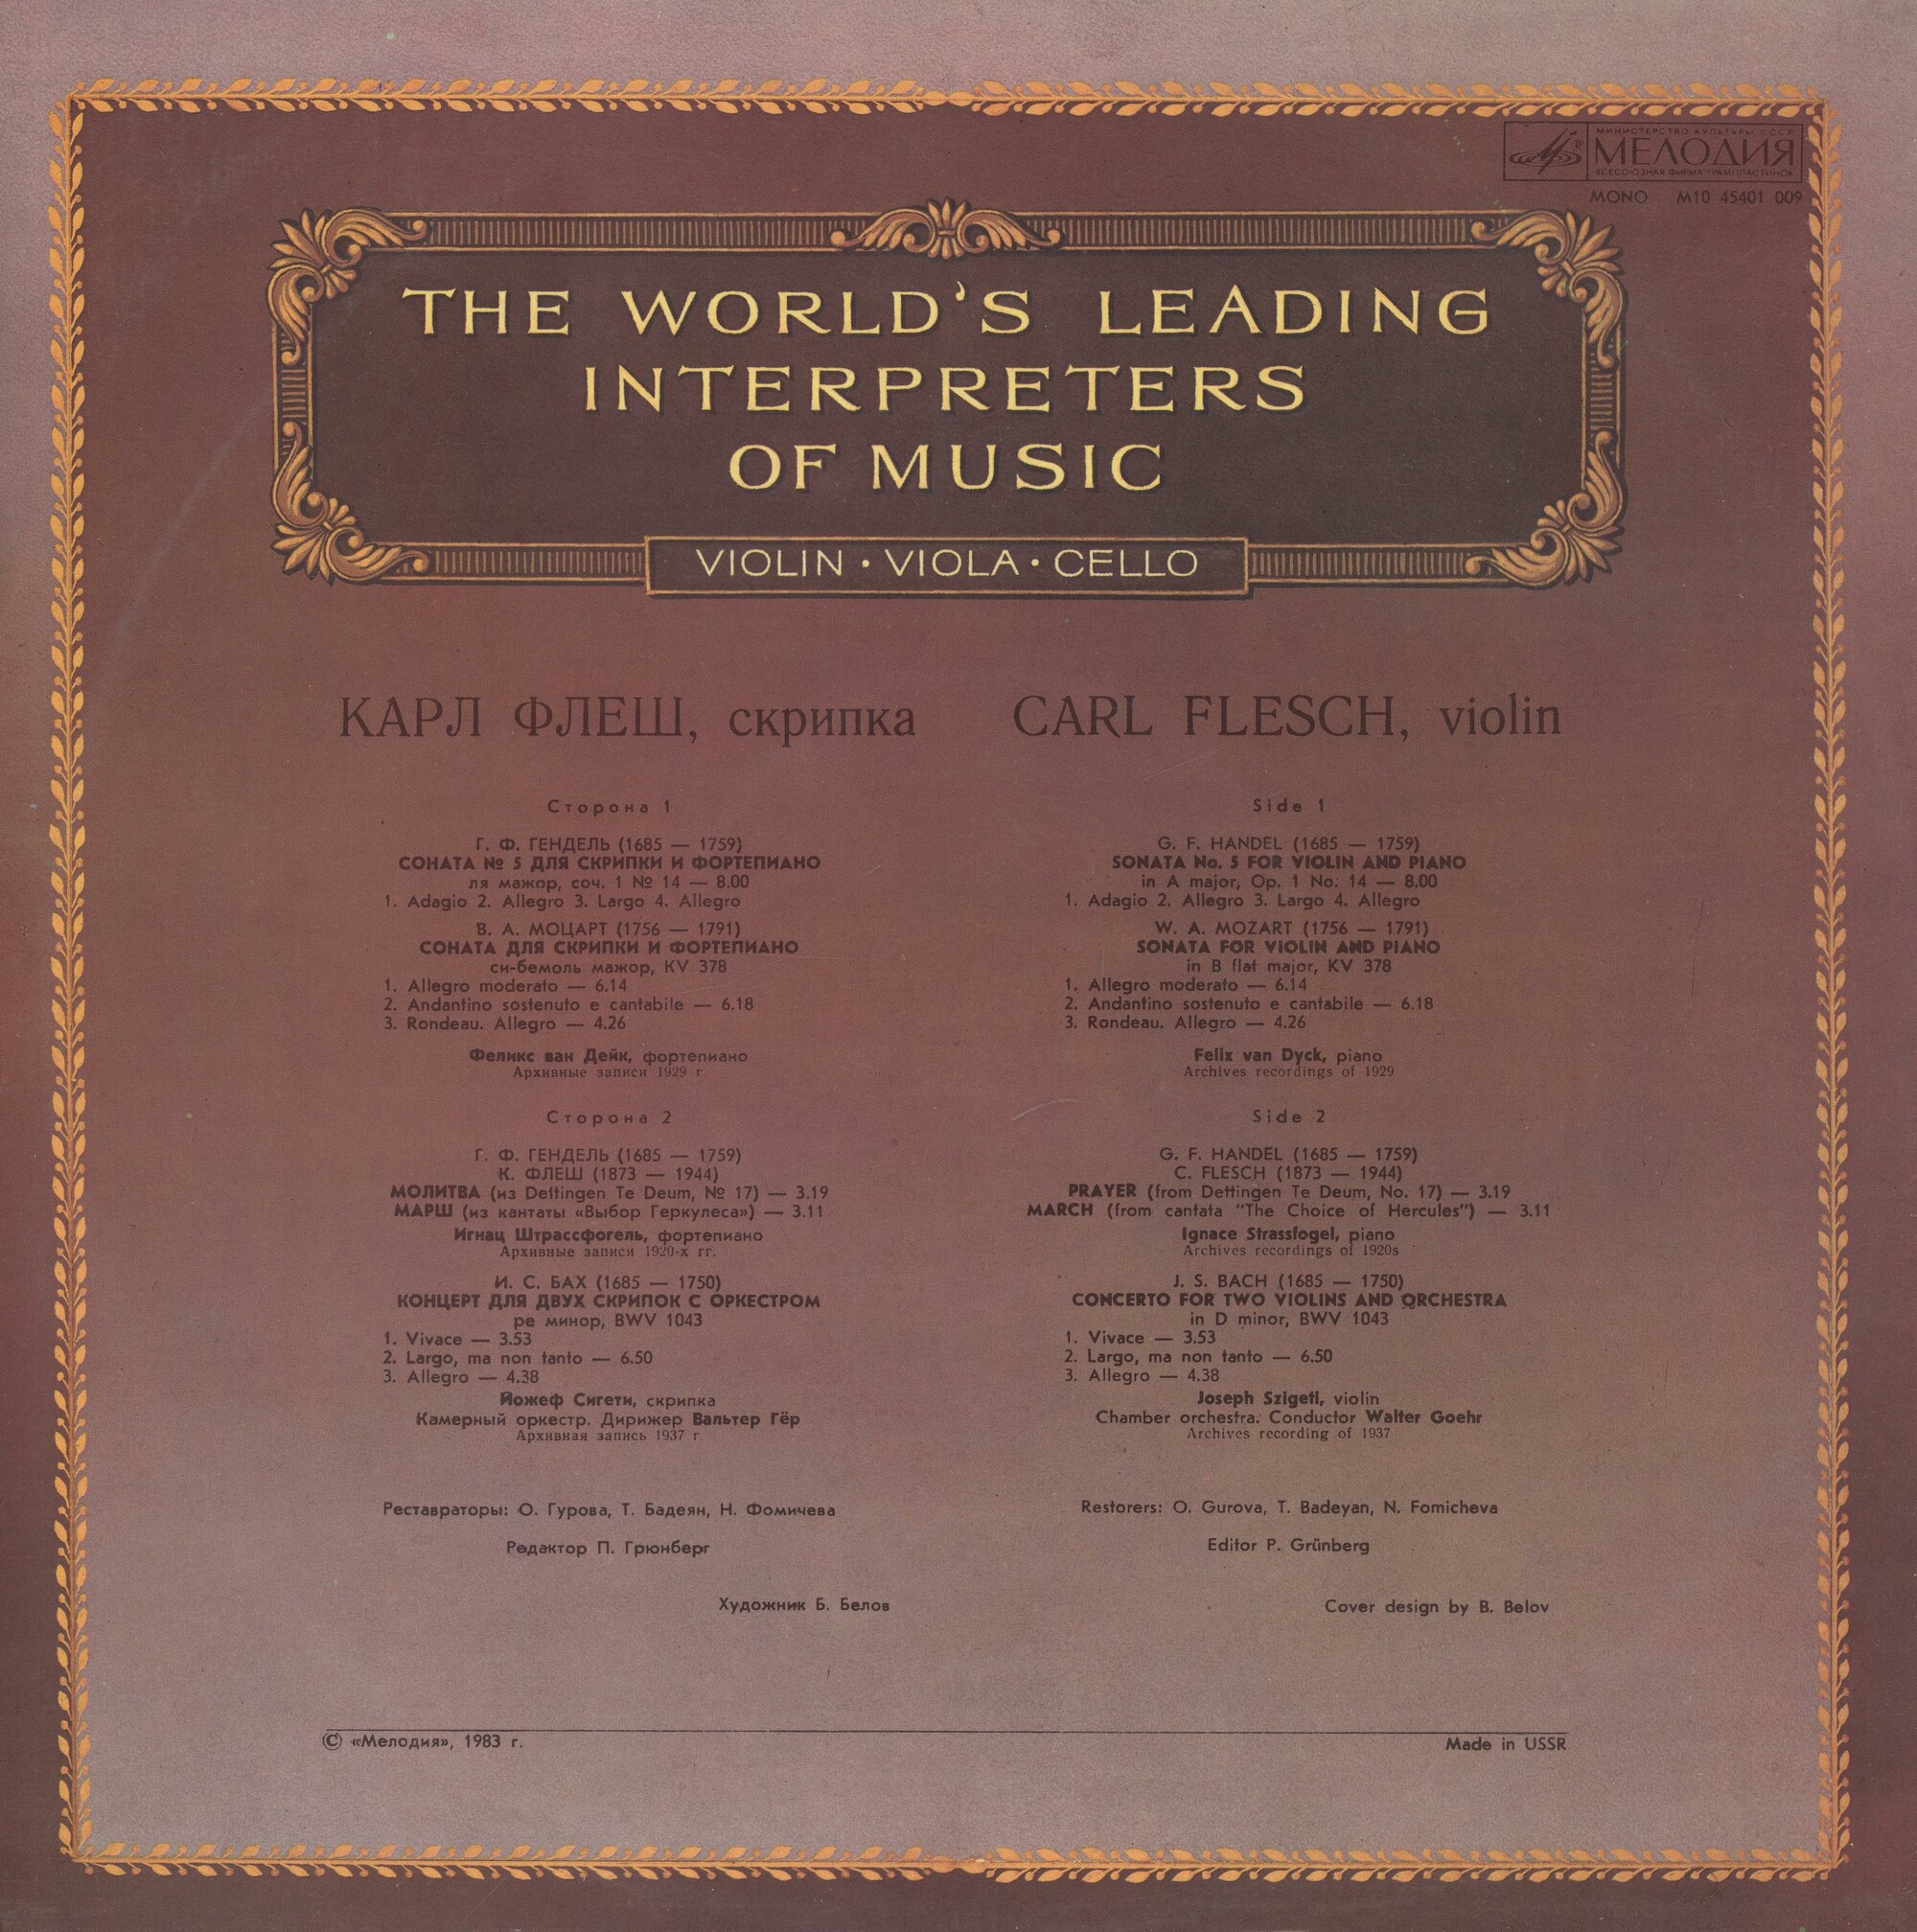 МИНИСТЕРСТВО КУЛЬТУРЫ СССР
МЕЛОДИЯ
ВСЕСОЮЗНАЯ ФИРМА ГРАМПЛАСТИНОК
MONO М10 45401 009
THE WORLD'S LEADING
INTERPRETERS
OF MUSIC
VIOLIN · VIOLA · CELLO
КАРЛ ФЛЕШ, скрипка
Сторона 1
Г. Ф. ГЕНДЕЛЬ (1685 — 1759)
СОНАТА № 5 ДЛЯ СКРИПКИ И ФОРТЕПИАНО
ля мажор, соч. 1 № 14 — 8.00
1. Adagio 2. Allegro 3. Largo 4. Allegro
В. А. МОЦАРТ (1756 — 1791)
СОНАТА ДЛЯ СКРИПКИ И ФОРТЕПИАНО
си-бемоль мажор, KV 378
1. Allegro moderato — 6.14
2. Andantino sostenuto e cantabile — 6.18
3. Rondeau. Allegro — 4.26
Феликс ван Дейк, фортепиано
Архивные записи 1929 г
Сторона 2
Г. Ф. ГЕНДЕЛЬ (1685 — 1759)
К. ФЛЕШ (1873 — 1944)
МОЛИТВА (из Dettingen Te Deum, № 17) — 3.19
МАРШ (из кантаты «Выбор Геркулеса») — 3.11
Игнац Штрассфогель, фортепиано
Архивные записи 1920-х гг.
И. С. БАХ (1685 — 1750)
КОНЦЕРТ ДЛЯ ДВУХ СКРИПОК С ОРКЕСТРОМ
ре минор, BWV 1043
1. Vivace — 3.53
2. Largo, ma non tanto — 6.50
3. Allegro — 4.38
Йожеф Сигети, скрипка
Камерный оркестр. Дирижер Вальтер Гёр
Архивная запись 1937 г
Реставраторы: О. Гурова, Т. Бадеян, Н. Фомичева
Редактор П. Грюнберг
Художник Б. Белов
CARL FLESCH, violin
Side 1
G. F. HANDEL (1685 — 1759)
SONATA No. 5 FOR VIOLIN AND PIANO
in A major, Op. 1 No. 14 — 8.00
1. Adagio 2. Allegro 3. Largo 4. Allegro
W. A. MOZART (1756 — 1791)
SONATA FOR VIOLIN AND PIANO
in B flat major, KV 378
1. Allegro moderato — 6.14
2. Andantino sostenuto e cantabile — 6.18
3. Rondeau. Allegro — 4.26
Felix van Dyck, piano
Archives recordings of 1929
Side 2
G. F. HANDEL (1685 — 1759)
C. FLESCH (1873 — 1944)
PRAYER (from Dettingen Te Deum, No. 17) — 3.19
MARCH (from cantata "The Choice of Hercules") — 3.11
Ignace Strassfogel, piano
Archives recordings of 1920s
J. S. BACH (1685 — 1750)
CONCERTO FOR TWO VIOLINS AND ORCHESTRA
in D minor, BWV 1043
1. Vivace — 3.53
2. Largo, ma non tanto — 6.50
3. Allegro — 4.38
Joseph Szigeti, violin
Chamber orchestra. Conductor Walter Goehr
Archives recording of 1937
Restorers: O. Gurova, T. Badeyan, N. Fomicheva
Editor P. Grünberg
Cover design by B. Belov
© «Мелодия», 1983 г.
Made in USSR